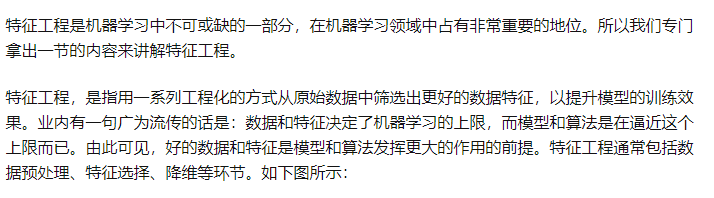 特征工程是机器学习中不可或缺的一部分，在机器学习领域中占有非常重要的地位。所以我们专门
拿出一节的内容来讲解特征工程。
特征工程，是指用一系列工程化的方式从原始数据中筛选出更好的数据特征，以提升模型的训练效
果。业内有一句广为流传的话是：数据和特征决定了机器学习的上限，而模型和算法是在逼近这个
上限而已。由此可见，好的数据和特征是模型和算法发挥更大的作用的前提。特征工程通常包括数
据预处理、特征选择、降维等环节。如下图所示：